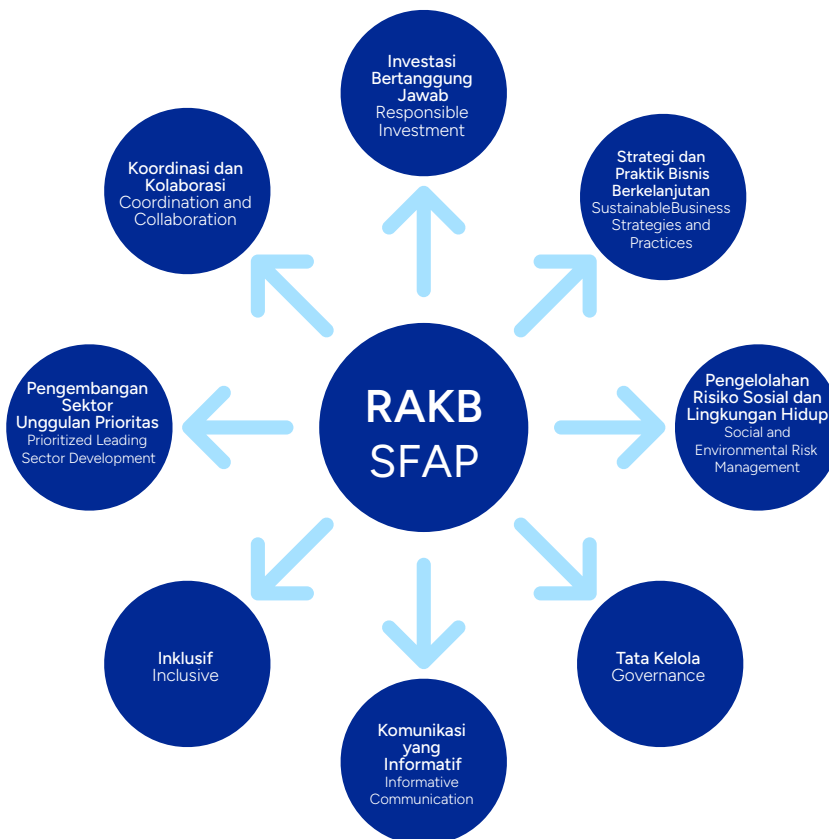 Investasi
Bertanggung
Jawab
Responsible
Investment
Strategi dan
Praktik Bisnis
Berkelanjutan
SustainableBusiness
Strategies and
Practices
Koordinasi dan
Kolaborasi
Coordination and
Collaboration
Pengembangan
Sektor
Unggulan Prioritas
Prioritized Leading
Sector Development
RAKB
SFAP
Pengelolahan
Risiko Sosial dan
Lingkungan Hidup
Social and
Environmental Risk
Management
Inklusif
Inclusive
Tata Kelola
Governance
Komunikasi
yang
Informatif
Informative
Communication